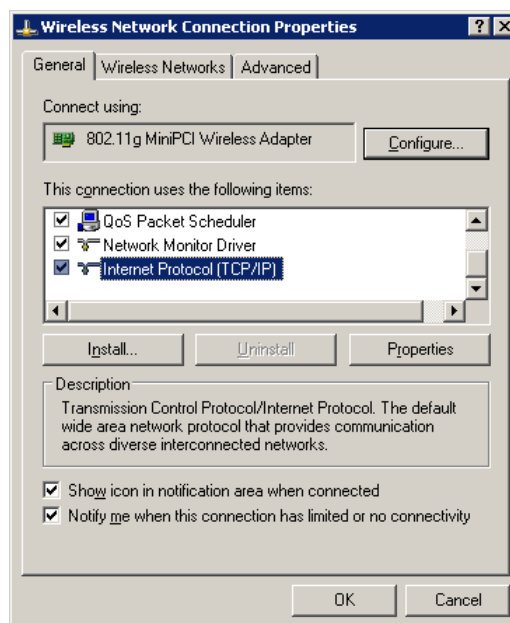 Wireless Network Connection Properties
General
Wireless Networks
Advanced
Connect using:
802.11g MiniPCI Wireless Adapter
Configure...
This connection uses the following items:
QoS Packet Scheduler
Network Monitor Driver
Internet Protocol (TCP/IP)
Install...
Uninstall
Properties
Description
Transmission Control Protocol/Internet Protocol. The default
wide area network protocol that provides communication
across diverse interconnected networks.
Show icon in notification area when connected
Notify me when this connection has limited or no connectivity
OK
Cancel